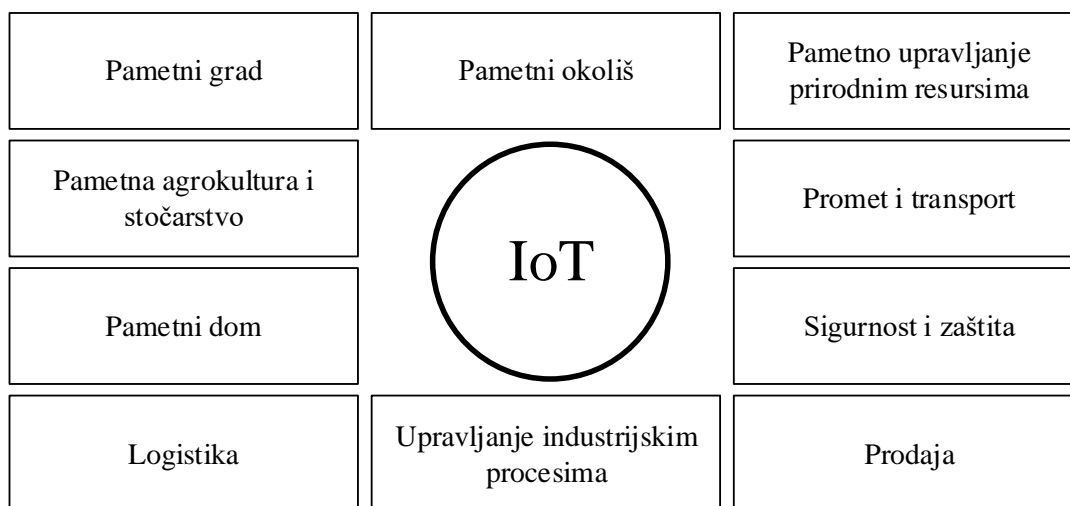 Pametni grad
Pametni okoliš
Pametno upravljanje
prirodnim resursima
Pametna agrokultura i
stočarstvo
IoT
Promet i transport
Pametni dom
Sigurnost i zaštita
Logistika
Upravljanje industrijskim
procesima
Prodaja